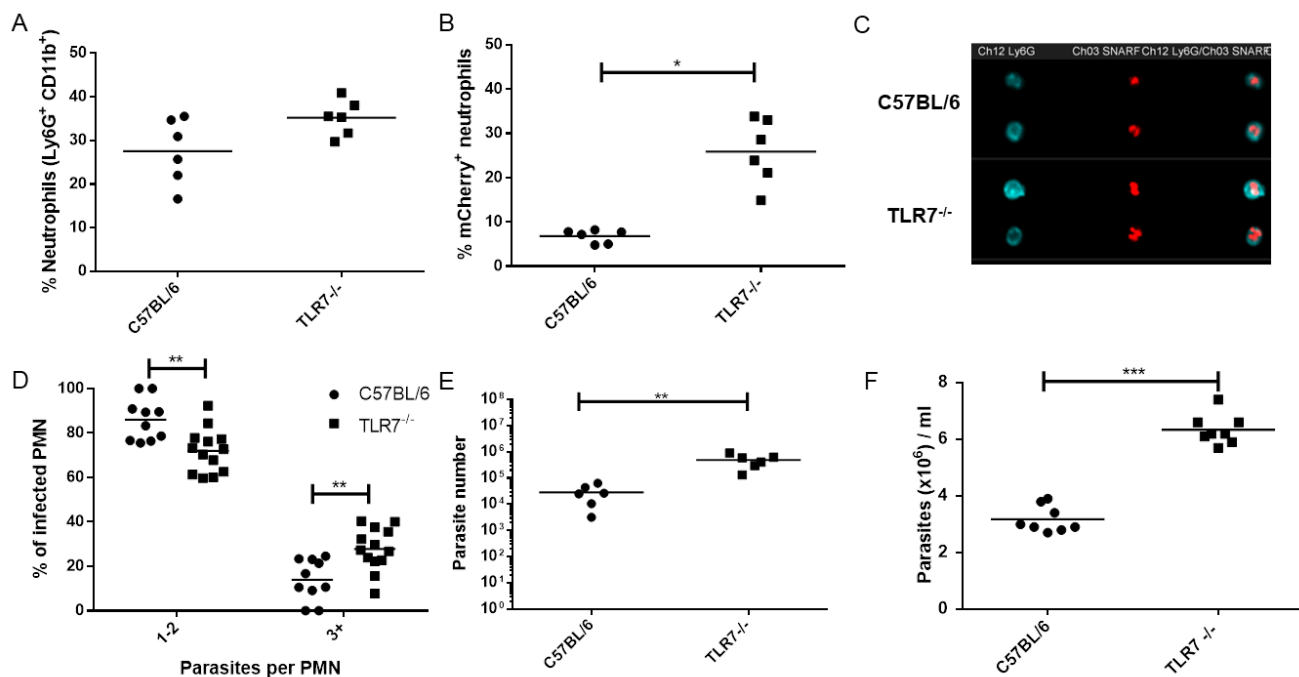 A
% Neutrophils (Ly6G+ CD11b+)
50
40
30
20
10
0
C57BL/6
TLR7-/-
B
% mCherry+ neutrophils
50
40
30
20
10
0
*
C57BL/6
TLR7-/-
C
Ch12 Ly6G Ch03 SNARF Ch12 Ly6G/Ch03 SNARF
C57BL/6
TLR7-/-
D
% of infected PMN
100
80
60
40
20
0
**
**
C57BL/6
TLR7-/-
1-2
3+
Parasites per PMN
E
Parasite number
10^8
10^7
10^6
10^5
10^4
10^3
10^2
10^1
10^0
**
C57BL/6
TLR7-/-
F
Parasites (x10^6) / ml
8
6
4
2
0
***
C57BL/6
TLR7 -/-